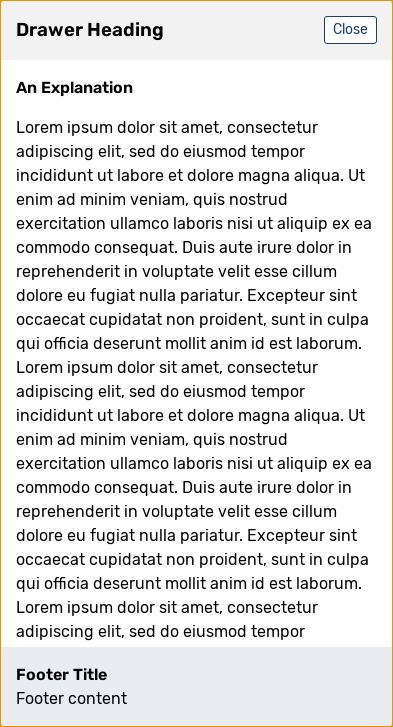 Drawer Heading
Close
An Explanation
Lorem ipsum dolor sit amet, consectetur
adipiscing elit, sed do eiusmod tempor
incididunt ut labore et dolore magna aliqua. Ut
enim ad minim veniam, quis nostrud
exercitation ullamco laboris nisi ut aliquip ex ea
commodo consequat. Duis aute irure dolor in
reprehenderit in voluptate velit esse cillum
dolore eu fugiat nulla pariatur. Excepteur sint
occaecat cupidatat non proident, sunt in culpa
qui officia deserunt mollit anim id est laborum.
Lorem ipsum dolor sit amet, consectetur
adipiscing elit, sed do eiusmod tempor
incididunt ut labore et dolore magna aliqua. Ut
enim ad minim veniam, quis nostrud
exercitation ullamco laboris nisi ut aliquip ex ea
commodo consequat. Duis aute irure dolor in
reprehenderit in voluptate velit esse cillum
dolore eu fugiat nulla pariatur. Excepteur sint
occaecat cupidatat non proident, sunt in culpa
qui officia deserunt mollit anim id est laborum.
Lorem ipsum dolor sit amet, consectetur
adipiscing elit, sed do eiusmod tempor
Footer Title
Footer content